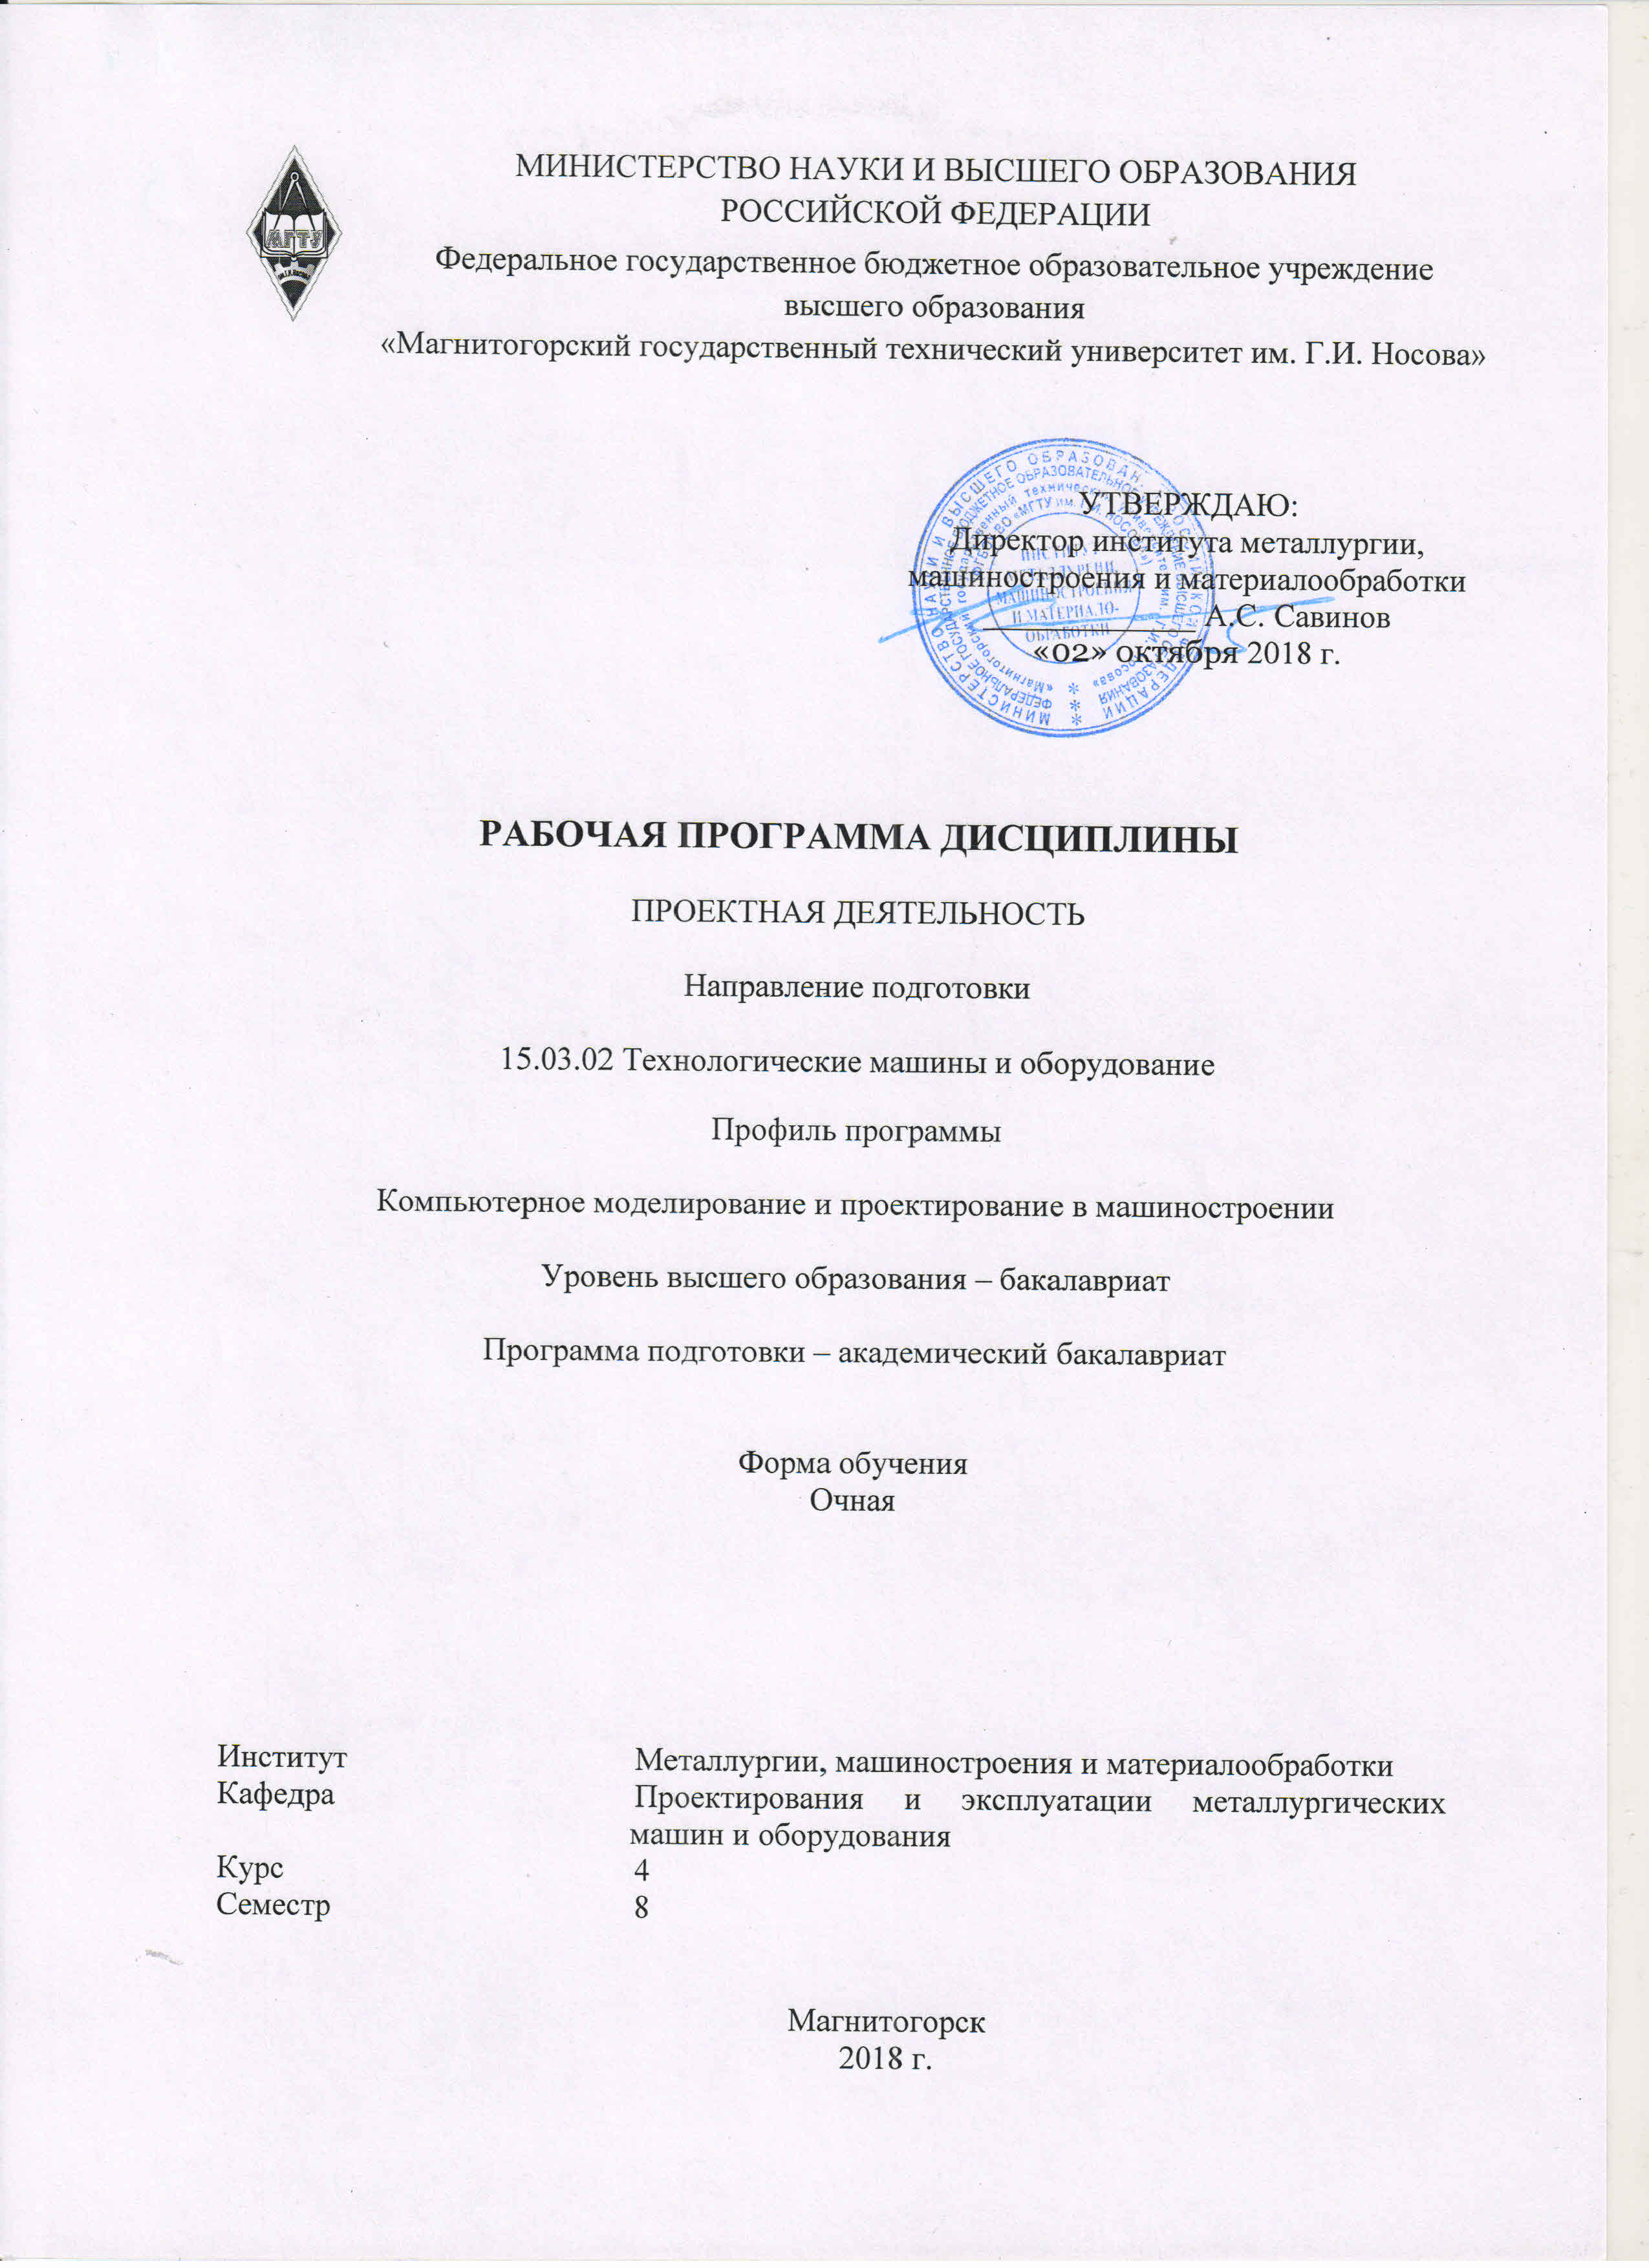 МИНИСТЕРСТВО НАУКИ И ВЫСШЕГО ОБРАЗОВАНИЯ
РОССИЙСКОЙ ФЕДЕРАЦИИ
Федеральное государственное бюджетное образовательное учреждение
высшего образования
«Магнитогорский государственный технический университет им. Г.И. Носова»
МГТУ
УТВЕРЖДАЮ:
Директор института металлургии,
машиностроения и материалообработки
А.С. Савинов
«02» октября 2018 г.
РАБОЧАЯ ПРОГРАММА ДИСЦИПЛИНЫ
ПРОЕКТНАЯ ДЕЯТЕЛЬНОСТЬ
Направление подготовки
15.03.02 Технологические машины и оборудование
Профиль программы
Компьютерное моделирование и проектирование в машиностроении
Уровень высшего образования – бакалавриат
Программа подготовки – академический бакалавриат
Форма обучения
Очная
Институт Металлургии, машиностроения и материалообработки
Кафедра Проектирования и эксплуатации металлургических
машин и оборудования
Курс 4
Семестр 8
Магнитогорск
2018 г.